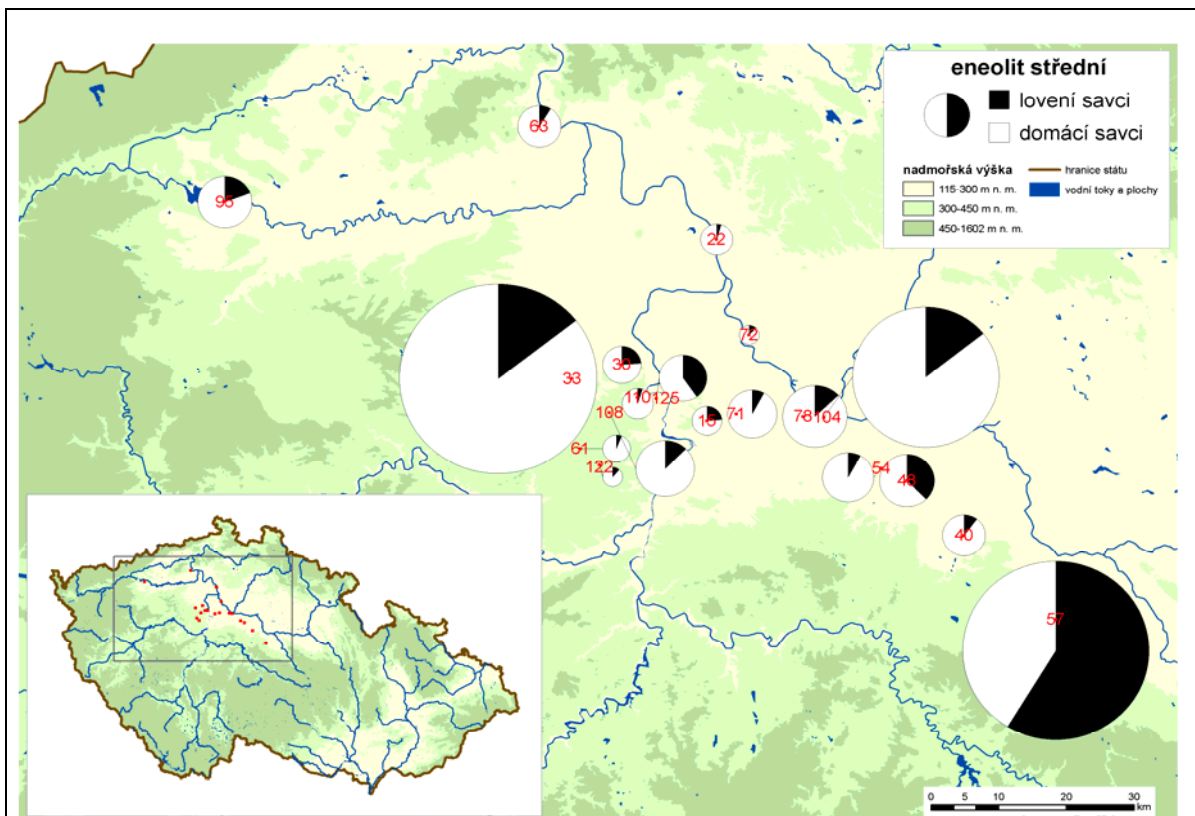 eneolit střední
lovení savci
domácí savci
nadmořská výška
hranice státu
115-300 m n. m.
vodní toky a plochy
300-450 m n. m.
450-1602 m n. m.
63
95
22
72
33
30
110
125
108
15
71
78
104
61
122
54
48
40
57
0 5 10 20 30
km